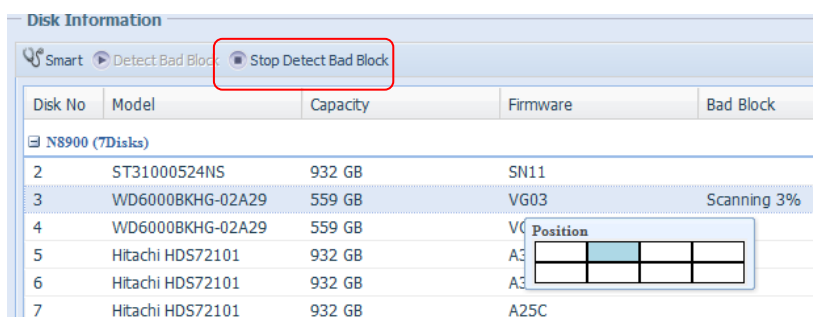 Disk Information
Smart Detect Bad Block Stop Detect Bad Block
Disk No Model Capacity Firmware Bad Block
N8900 (7Disks)
2 ST31000524NS 932 GB SN11
3 WD6000BKHG-02A29 559 GB VG03 Scanning 3%
4 WD6000BKHG-02A29 559 GB
Position
5 Hitachi HDS72101 932 GB
6 Hitachi HDS72101 932 GB
7 Hitachi HDS72101 932 GB A25C